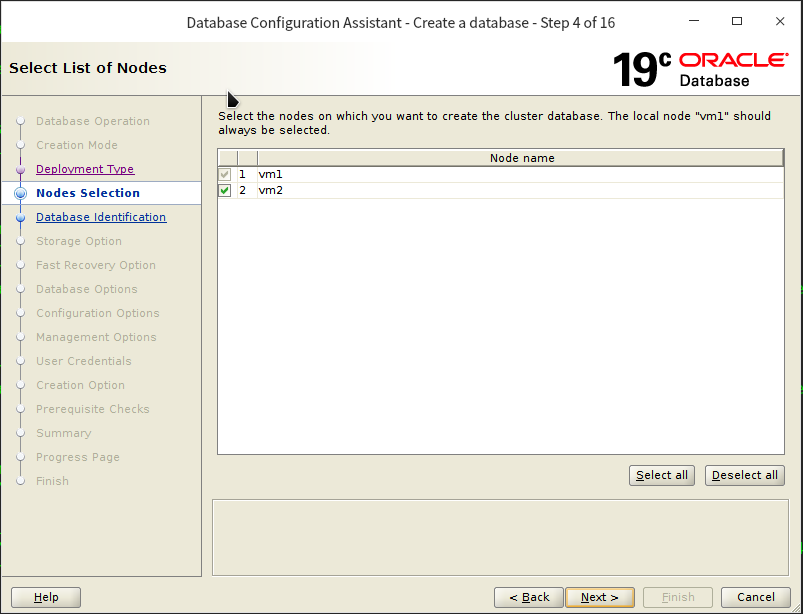 Database Configuration Assistant - Create a database - Step 4 of 16
Select List of Nodes
19c ORACLE
Database
Database Operation
Creation Mode
Deployment Type
Nodes Selection
Database Identification
Storage Option
Fast Recovery Option
Database Options
Configuration Options
Management Options
User Credentials
Creation Option
Prerequisite Checks
Summary
Progress Page
Finish
Select the nodes on which you want to create the cluster database. The local node "vm1" should
always be selected.
Node name
1 vm1
2 vm2
Select all Deselect all
Help < Back Next > Finish Cancel